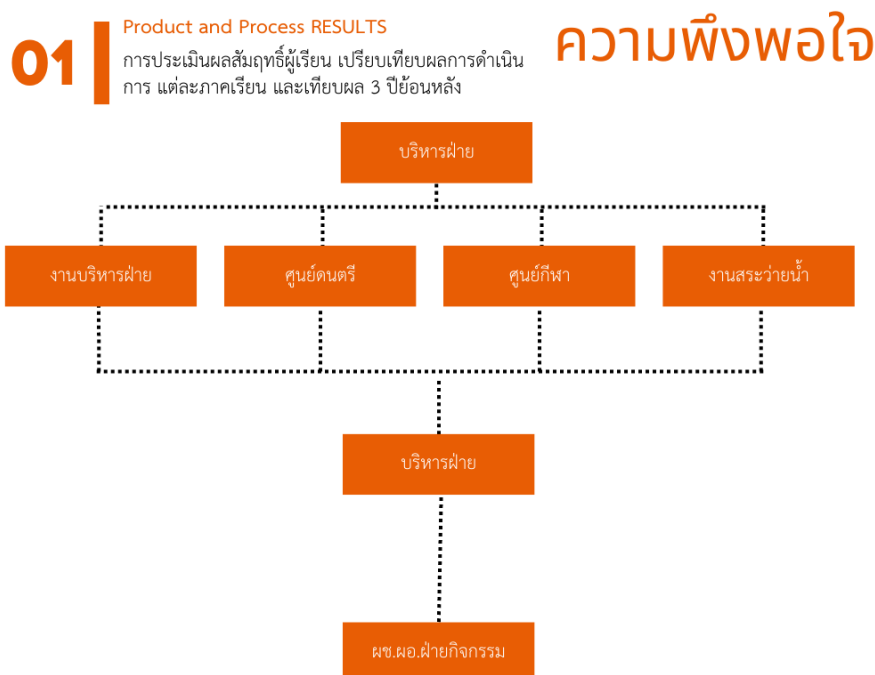 01
Product and Process RESULTS
การประเมินผลสัมฤทธิ์ผู้เรียน เปรียบเทียบผลการดำเนิน
การ แต่ละภาคเรียน และเทียบผล 3 ปีย้อนหลัง
ความพึงพอใจ
บริหารฝ่าย
งานบริหารฝ่าย
ศูนย์ดนตรี
ศูนย์กีฬา
งานสระว่ายน้ำ
บริหารฝ่าย
ผช.ผอ.ฝ่ายกิจกรรม